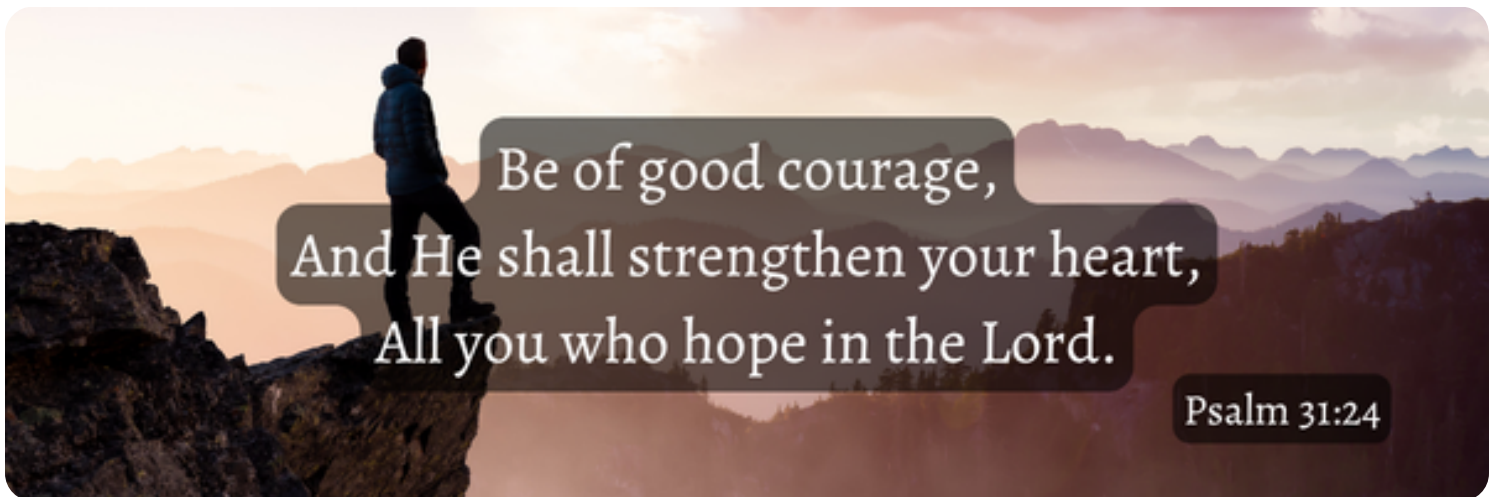 Be of good courage,
And He shall strengthen your heart,
All you who hope in the Lord.
Psalm 31:24